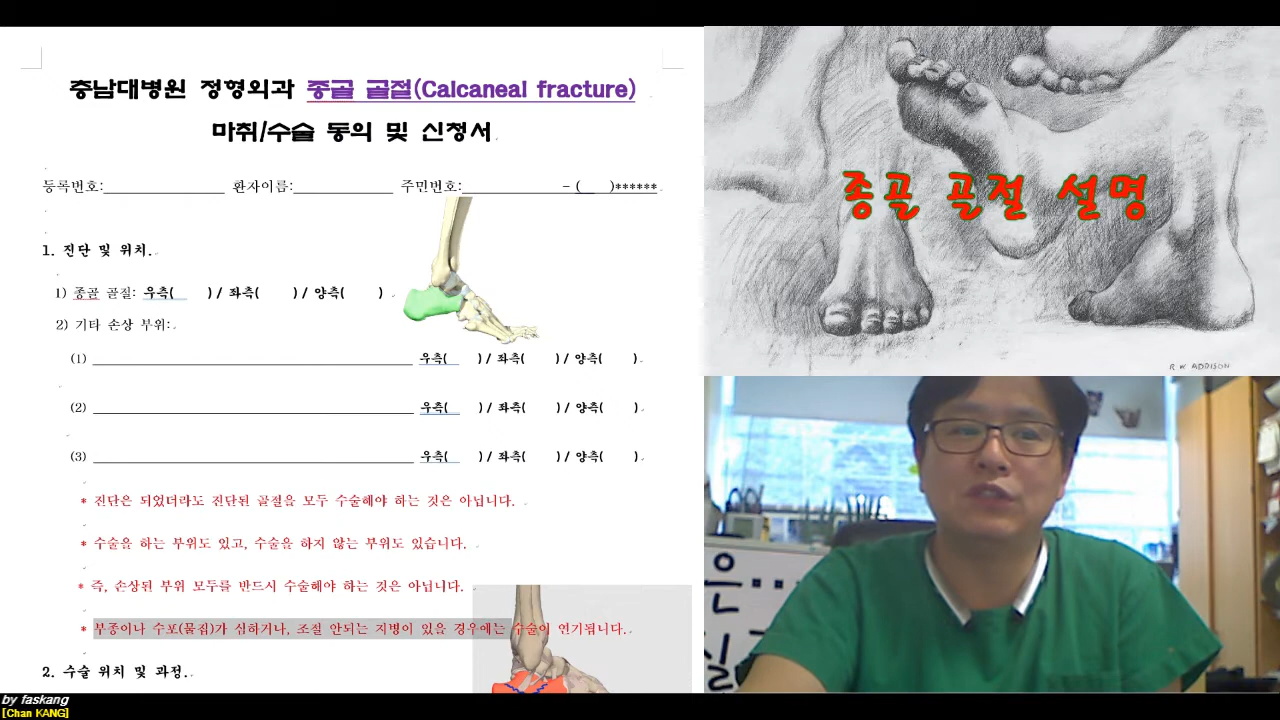 충남대병원 정형외과 종골 골절(Calcaneal fracture)
마취/수술 동의 및 신청서
등록번호: 환자이름: 주민번호: - ( )******
1. 진단 및 위치.
1) 종골 골절: 우측( ) / 좌측( ) / 양측( )
2) 기타 손상 부위:
(1) 우측( ) / 좌측( ) / 양측( )
(2) 우측( ) / 좌측( ) / 양측( )
(3) 우측( ) / 좌측( ) / 양측( )
* 진단은 되었더라도 진단된 골절을 모두 수술해야 하는 것은 아닙니다.
* 수술을 하는 부위도 있고, 수술을 하지 않는 부위도 있습니다.
* 즉, 손상된 부위 모두를 반드시 수술해야 하는 것은 아닙니다.
* 부종이나 수포(물집)가 심하거나, 조절 안되는 지병이 있을 경우에는 수술이 연기됩니다.
2. 수술 위치 및 과정.
종골 골절 설명
R W ADDISON
은...
실
by faskang
[Chan KANG]